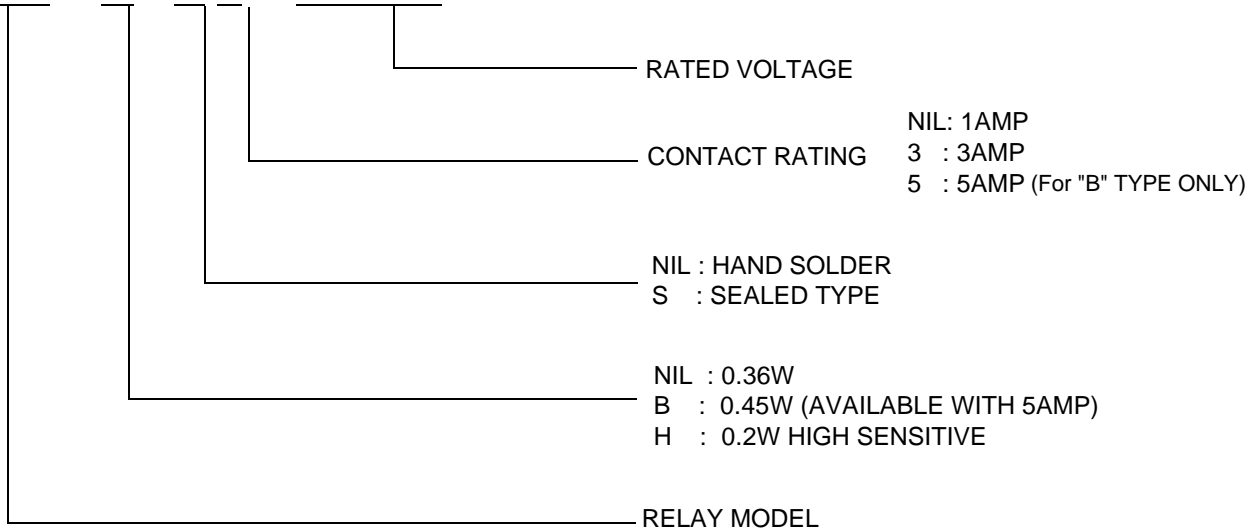 RATED VOLTAGE
NIL: 1AMP
CONTACT RATING 3 : 3AMP
5 : 5AMP (For "B" TYPE ONLY)
NIL : HAND SOLDER
S : SEALED TYPE
NIL : 0.36W
B : 0.45W (AVAILABLE WITH 5AMP)
H : 0.2W HIGH SENSITIVE
RELAY MODEL